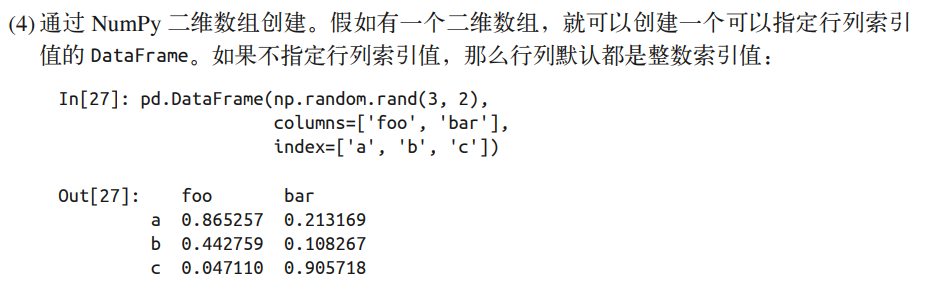 (4) 通过 NumPy 二维数组创建。假如有一个二维数组，就可以创建一个可以指定行列索引
值的 DataFrame。如果不指定行列索引值，那么行列默认都是整数索引值：
In[27]: pd.DataFrame(np.random.rand(3, 2),
columns=['foo', 'bar'],
index=['a', 'b', 'c'])
Out[27]: foo bar
a 0.865257 0.213169
b 0.442759 0.108267
c 0.047110 0.905718